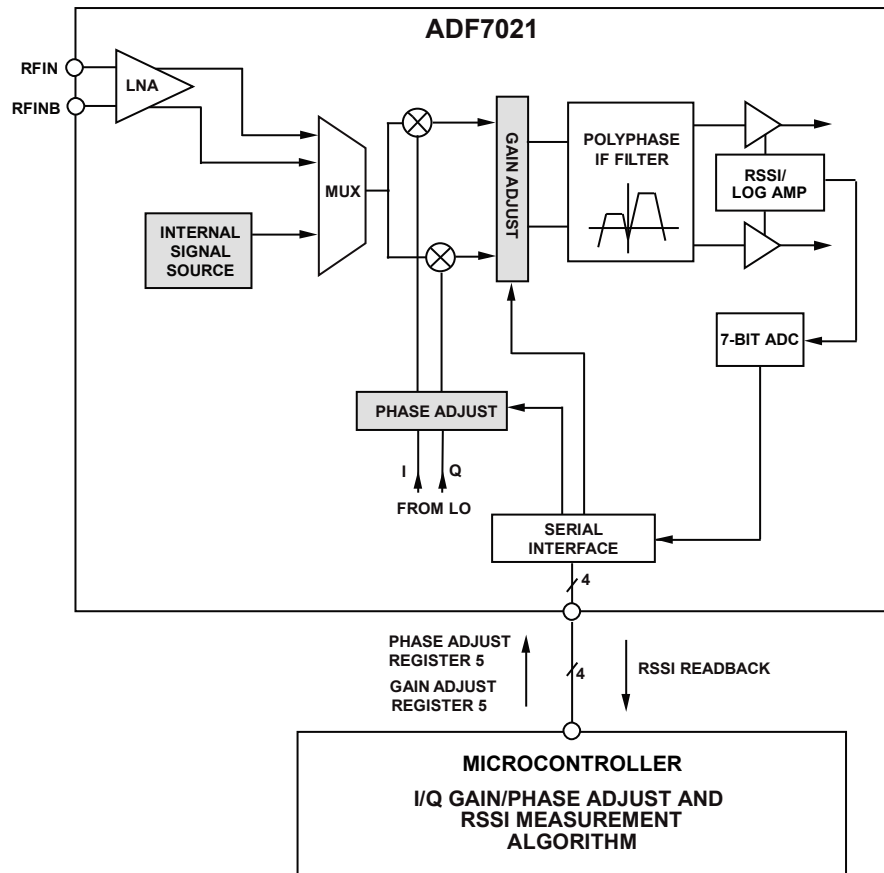 ADF7021
RFIN
RFINB
LNA
MUX
INTERNAL
SIGNAL
SOURCE
GAIN ADJUST
POLYPHASE
IF FILTER
RSSI/
LOG AMP
7-BIT ADC
PHASE ADJUST
I
Q
FROM LO
SERIAL
INTERFACE
4
PHASE ADJUST
REGISTER 5
GAIN ADJUST
REGISTER 5
4
RSSI READBACK
MICROCONTROLLER
I/Q GAIN/PHASE ADJUST AND
RSSI MEASUREMENT
ALGORITHM